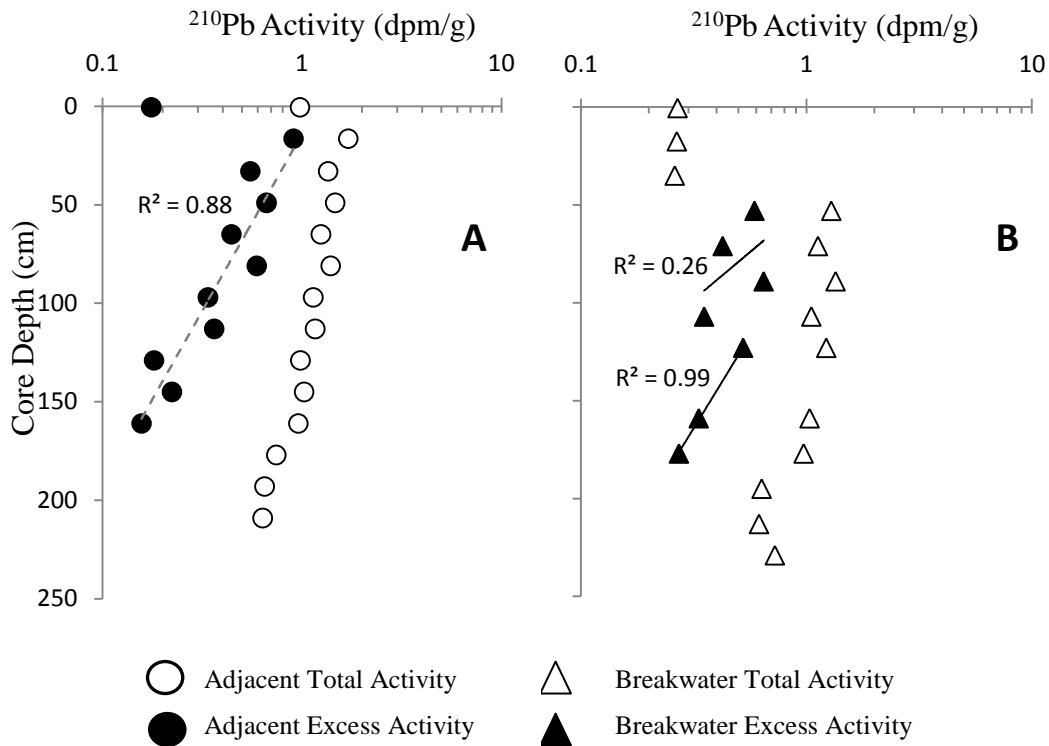 ²¹⁰Pb Activity (dpm/g)
0.1 1 10
0
50
100
150
200
250
Core Depth (cm)
R² = 0.88
A
²¹⁰Pb Activity (dpm/g)
0.1 1 10
R² = 0.26
R² = 0.99
B
Adjacent Total Activity
Breakwater Total Activity
Adjacent Excess Activity
Breakwater Excess Activity